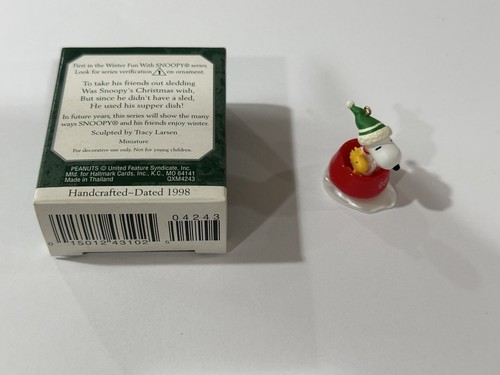 First in the Winter Fun With SNOOPY® series.
Look for series verification 1 on ornament.
To take his friends out sledding
Was Snoopy's Christmas wish,
But since he didn't have a sled,
He used his supper dish!
In future years, this series will show the many
ways SNOOPY® and his friends enjoy winter.
Sculpted by Tracy Larsen
Miniature
For decorative use only. Not for young children.
PEANUTS © United Feature Syndicate, Inc.
Mfd. for Hallmark Cards, Inc., K.C., MO 64141
Made in Thailand QXM4243
Handcrafted–Dated 1998
04243
0 15012 43102 5